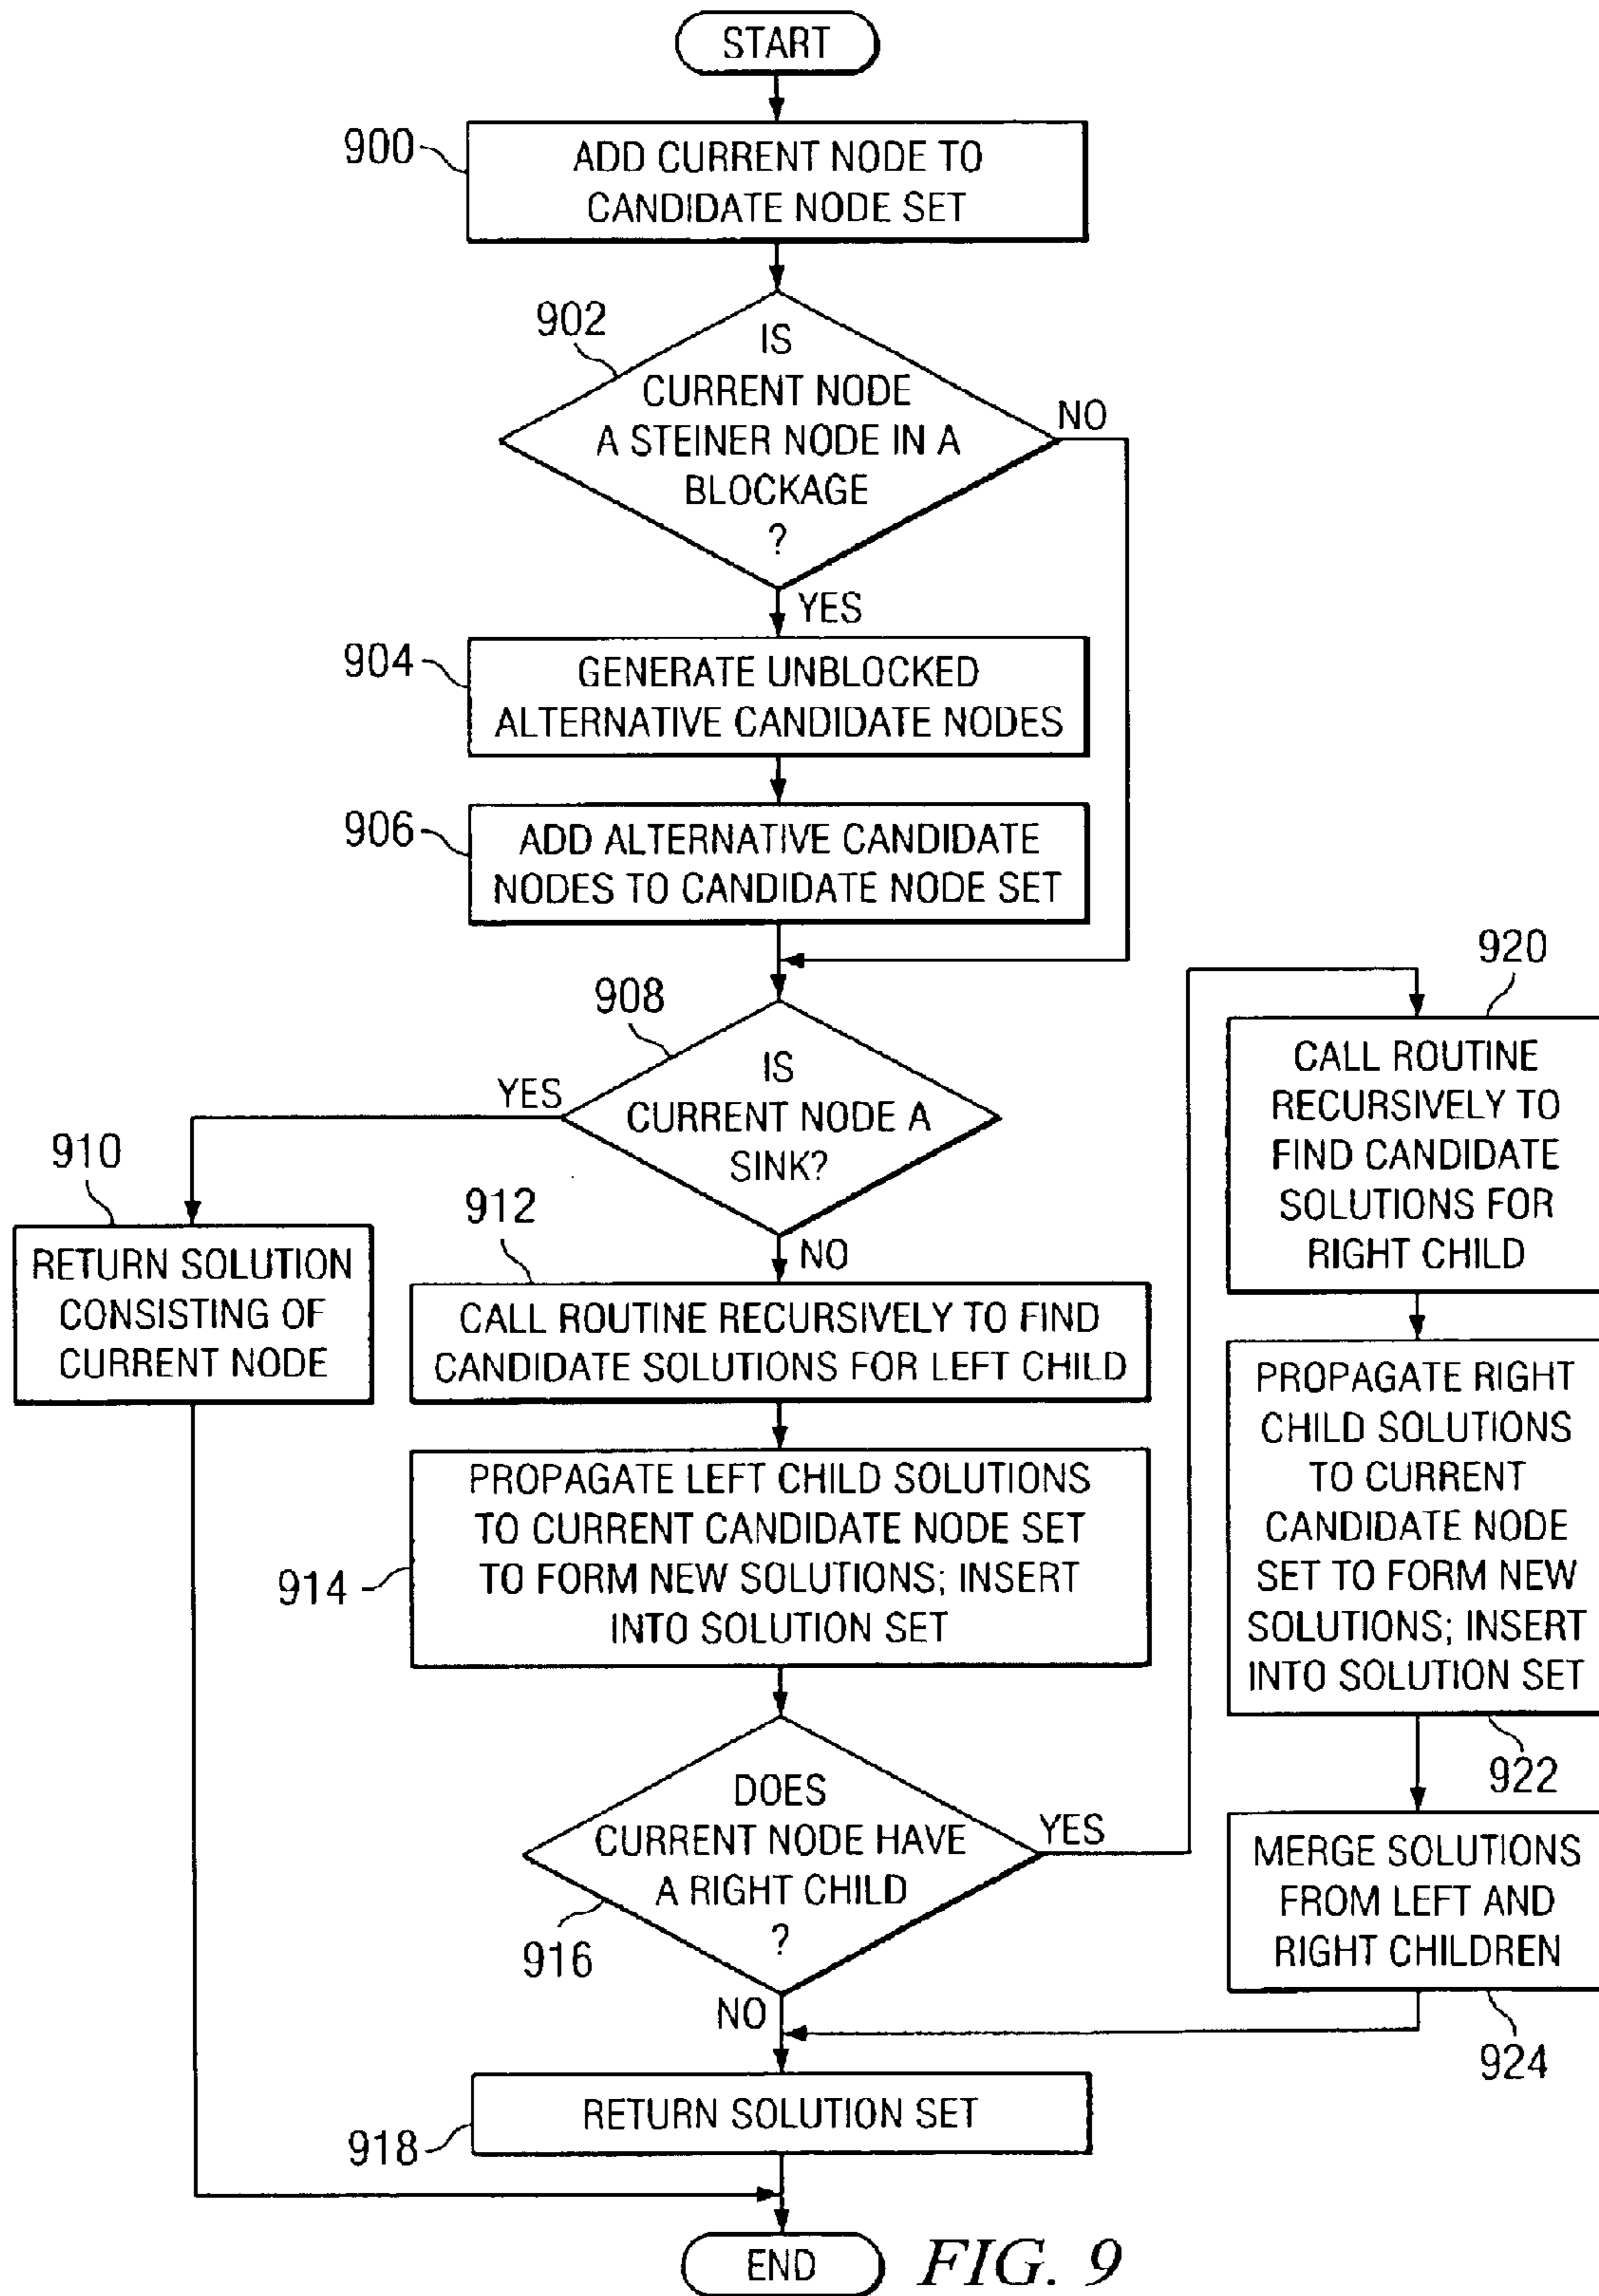 START
900
ADD CURRENT NODE TO
CANDIDATE NODE SET
902
IS
CURRENT NODE
A STEINER NODE IN A
BLOCKAGE
?
NO
YES
904
GENERATE UNBLOCKED
ALTERNATIVE CANDIDATE NODES
906
ADD ALTERNATIVE CANDIDATE
NODES TO CANDIDATE NODE SET
908
IS
CURRENT NODE A
SINK?
YES
NO
910
RETURN SOLUTION
CONSISTING OF
CURRENT NODE
912
CALL ROUTINE RECURSIVELY TO FIND
CANDIDATE SOLUTIONS FOR LEFT CHILD
914
PROPAGATE LEFT CHILD SOLUTIONS
TO CURRENT CANDIDATE NODE SET
TO FORM NEW SOLUTIONS; INSERT
INTO SOLUTION SET
916
DOES
CURRENT NODE HAVE
A RIGHT CHILD
?
YES
NO
920
CALL ROUTINE
RECURSIVELY TO
FIND CANDIDATE
SOLUTIONS FOR
RIGHT CHILD
PROPAGATE RIGHT
CHILD SOLUTIONS
TO CURRENT
CANDIDATE NODE
SET TO FORM NEW
SOLUTIONS; INSERT
INTO SOLUTION SET
922
MERGE SOLUTIONS
FROM LEFT AND
RIGHT CHILDREN
924
918
RETURN SOLUTION SET
END
FIG. 9